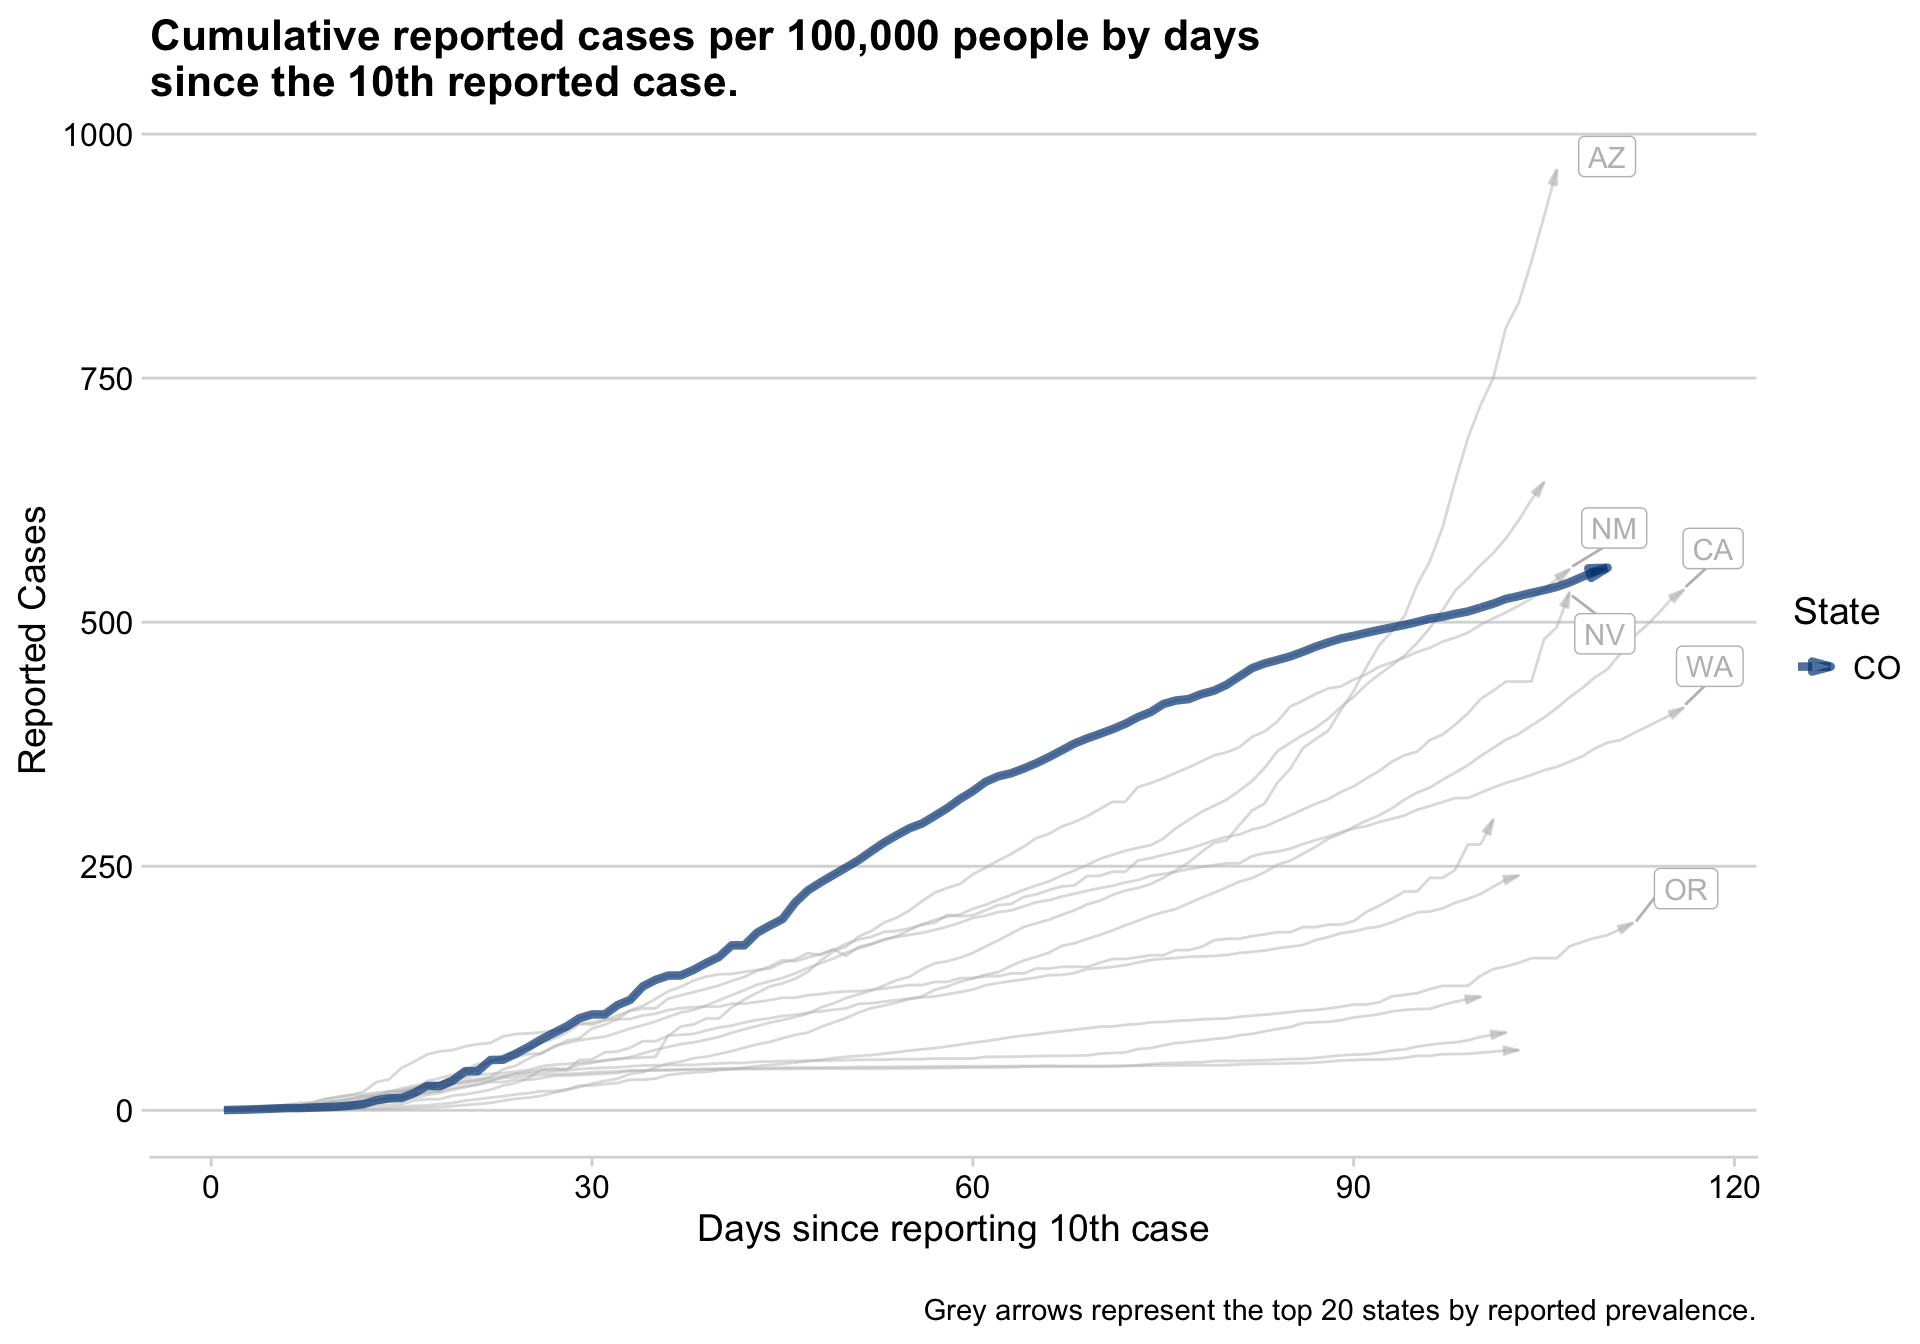 Cumulative reported cases per 100,000 people by days
since the 10th reported case.
1000
AZ
750
NM
CA
500
NV
WA
250
OR
0
Reported Cases
State
CO
0 30 60 90 120
Days since reporting 10th case
Grey arrows represent the top 20 states by reported prevalence.